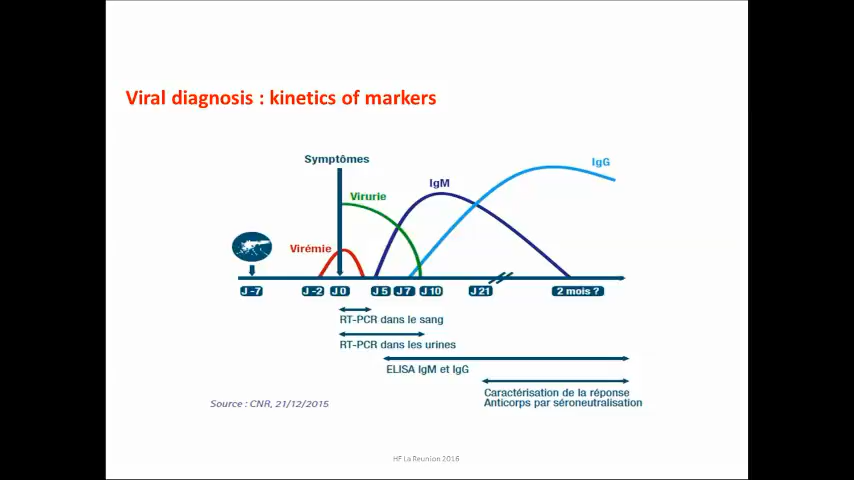 Viral diagnosis : kinetics of markers
Symptômes
IgG
IgM
Virurie
Virémie
J -7
J -2
J 0
J 5
J 7
J 10
J 21
2 mois ?
RT-PCR dans le sang
RT-PCR dans les urines
ELISA IgM et IgG
Caractérisation de la réponse
Anticorps par séroneutralisation
Source : CNR, 21/12/2015
HF La Reunion 2016